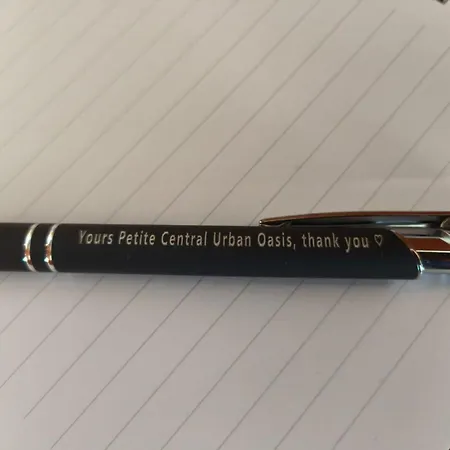 Yours Petite Central Urban Oasis, thank you ♡